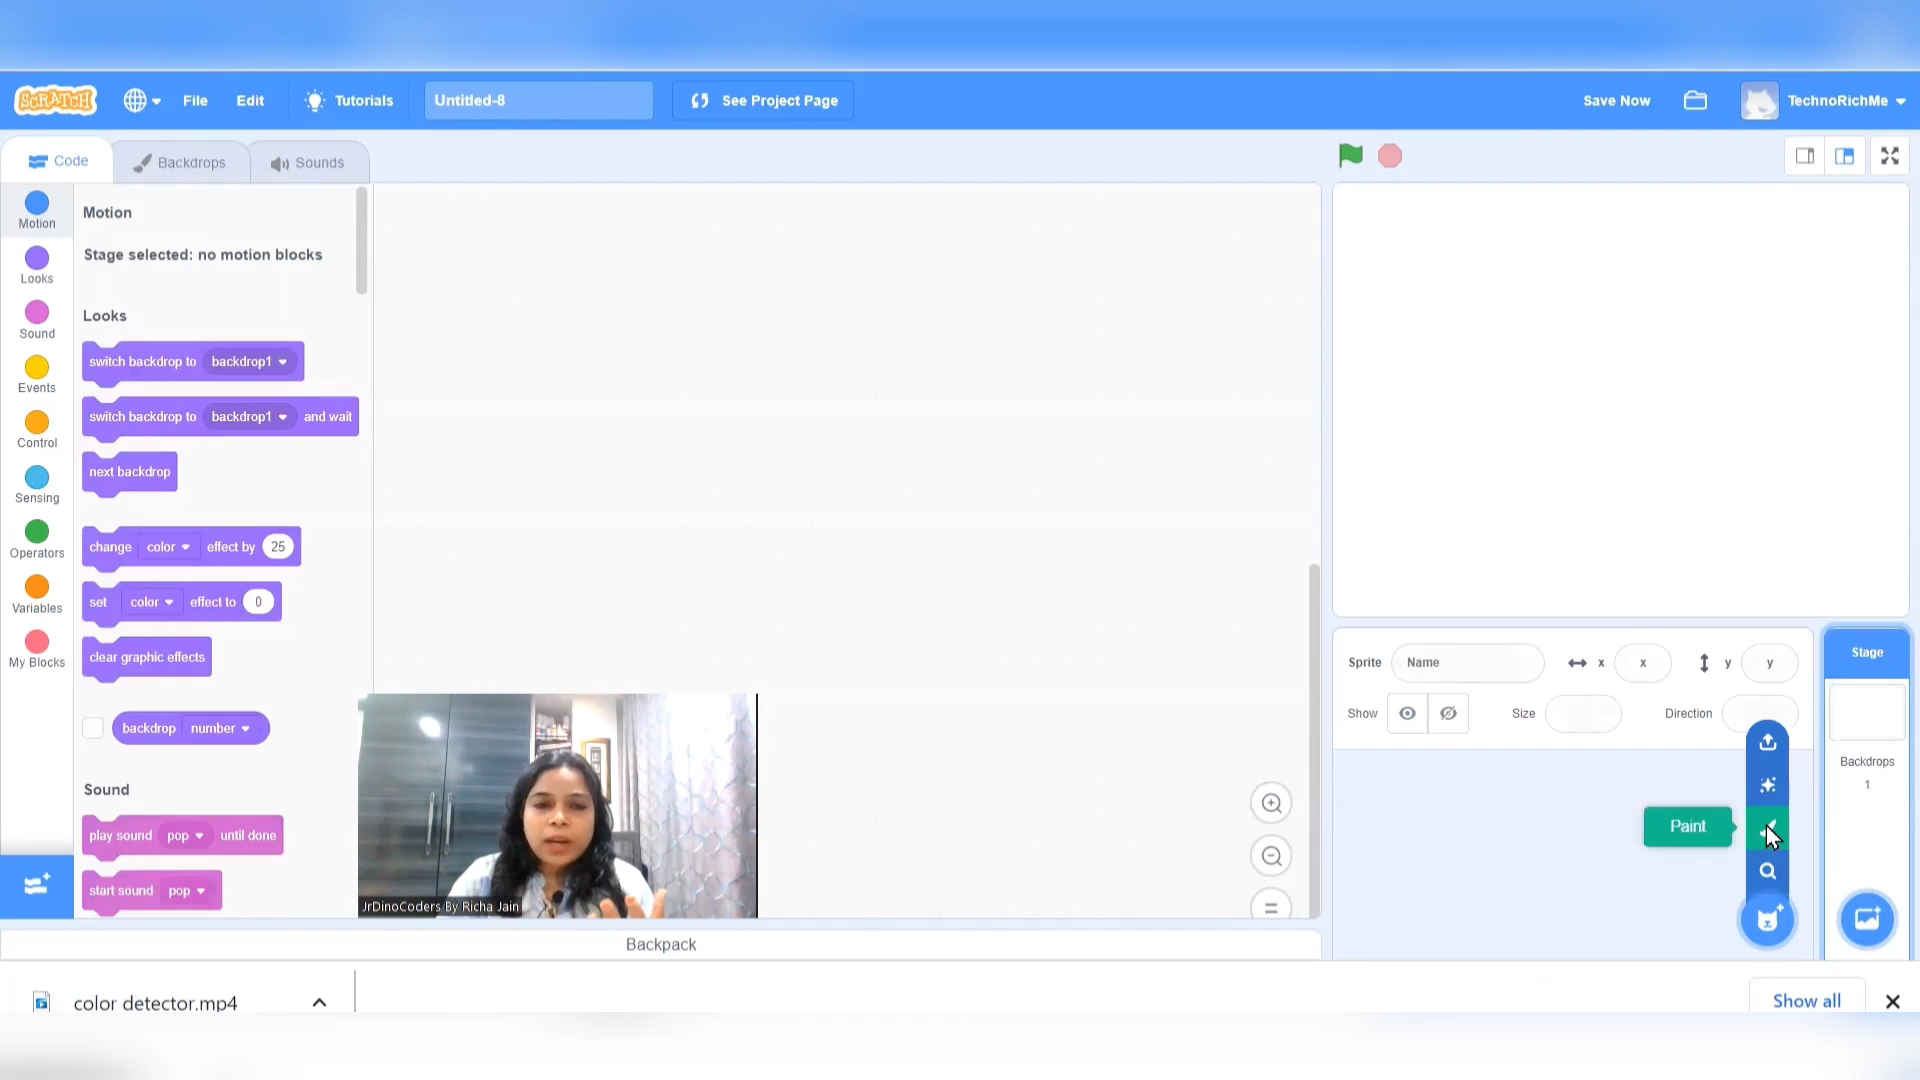 SCRATCH
File
Edit
Tutorials
Untitled-8
See Project Page
Save Now
TechnoRichMe
Code
Backdrops
Sounds
Motion
Looks
Sound
Events
Control
Sensing
Operators
Variables
My Blocks
Motion
Stage selected: no motion blocks
Looks
switch backdrop to backdrop1
switch backdrop to backdrop1 and wait
next backdrop
change color effect by 25
set color effect to 0
clear graphic effects
backdrop number
Sound
play sound pop until done
start sound pop
JrDinoCoders By Richa Jain
Backpack
Sprite Name x x y y
Show Size Direction
Paint
Stage
Backdrops
1
color detector.mp4
Show all